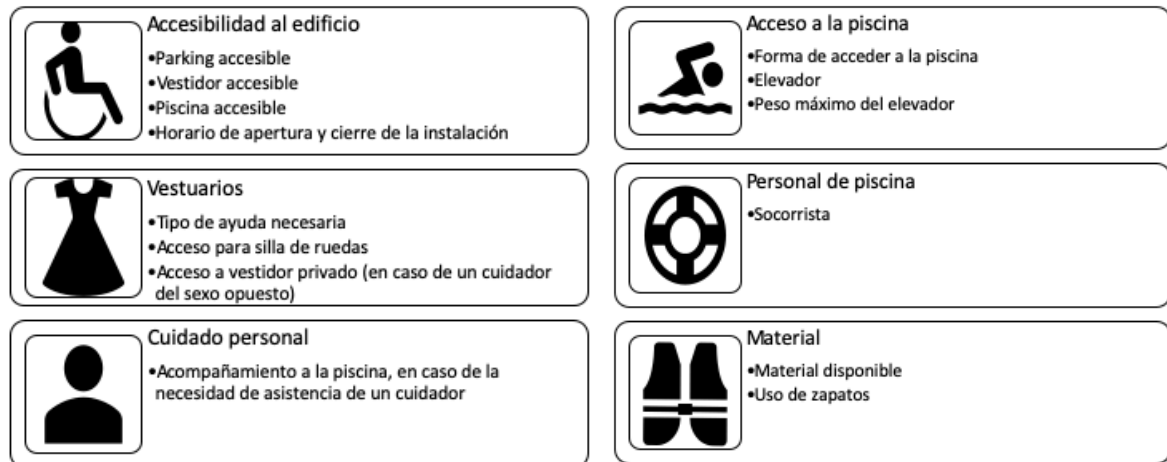 Accesibilidad al edificio
•Parking accesible
•Vestidor accesible
•Piscina accesible
•Horario de apertura y cierre de la instalación
Acceso a la piscina
•Forma de acceder a la piscina
•Elevador
•Peso máximo del elevador
Vestuarios
•Tipo de ayuda necesaria
•Acceso para silla de ruedas
•Acceso a vestidor privado (en caso de un cuidador
del sexo opuesto)
Personal de piscina
•Socorrista
Cuidado personal
•Acompañamiento a la piscina, en caso de la
necesidad de asistencia de un cuidador
Material
•Material disponible
•Uso de zapatos